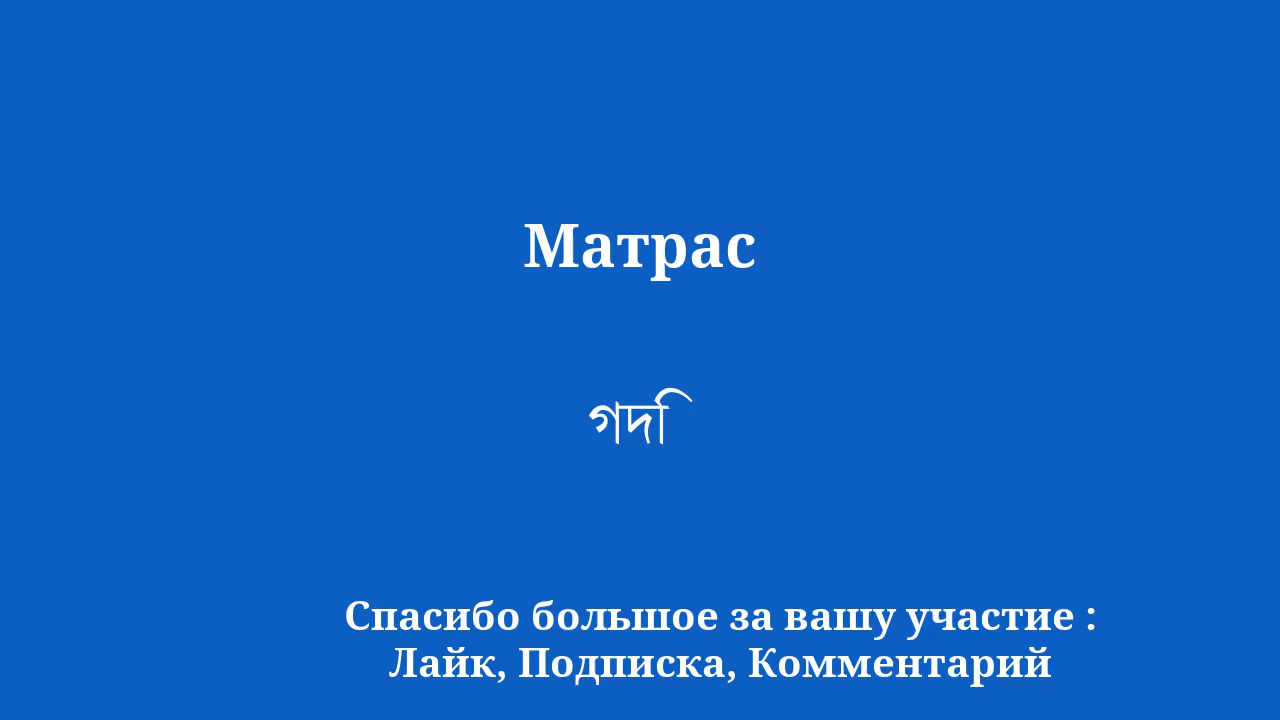 Матрас
গদি
Спасибо большое за вашу участие :
Лайк, Подписка, Комментарий